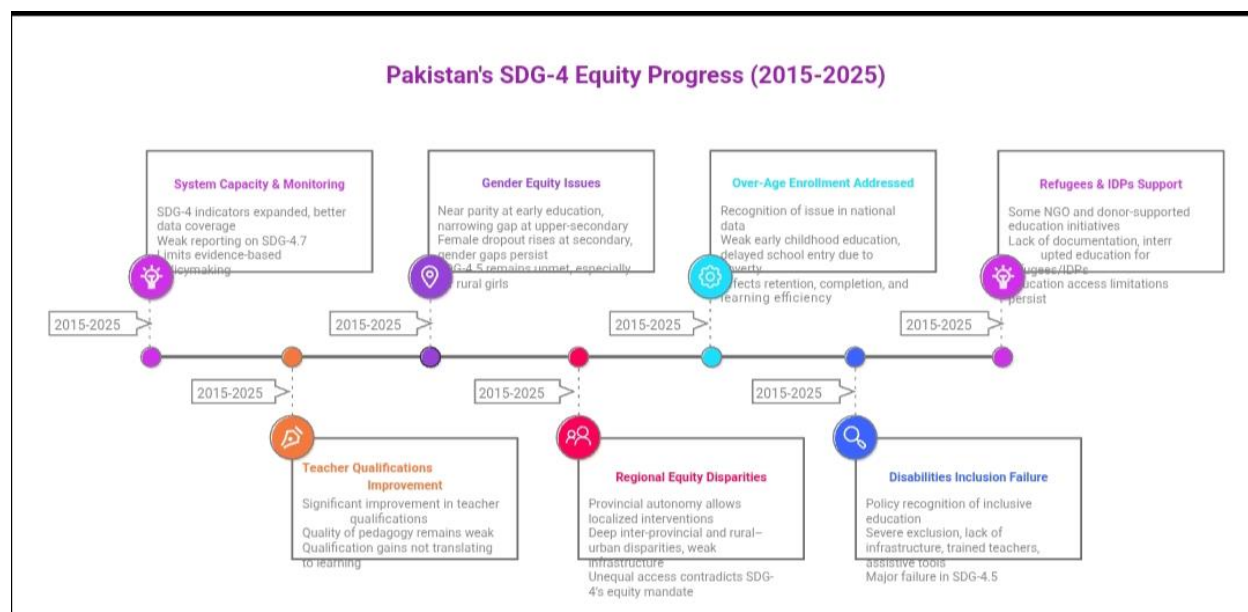 Pakistan's SDG-4 Equity Progress (2015-2025)
System Capacity & Monitoring
SDG-4 indicators expanded, better
data coverage
Weak reporting on SDG-4.7
Limits evidence-based
policymaking
2015-2025
Gender Equity Issues
Near parity at early education,
narrowing gap at upper-secondary
Female dropout rises at secondary,
gender gaps persist
SDG-4.5 remains unmet, especially
rural girls
2015-2025
Over-Age Enrollment Addressed
Recognition of issue in national
data
Weak early childhood education,
delayed school entry due to
poverty
Affects retention, completion, and
learning efficiency
2015-2025
Refugees & IDPs Support
Some NGO and donor-supported
education initiatives
Lack of documentation, interr
upted education for
refugees/IDPs
Education access limitations
persist
2015-2025
2015-2025
Teacher Qualifications
Improvement
Significant improvement in teacher
qualifications
Quality of pedagogy remains weak
Qualification gains not translating
to learning
2015-2025
Regional Equity Disparities
Provincial autonomy allows
localized interventions
Deep inter-provincial and rural–
urban disparities, weak
infrastructure
Unequal access contradicts SDG-
4's equity mandate
2015-2025
Disabilities Inclusion Failure
Policy recognition of inclusive
education
Severe exclusion, lack of
infrastructure, trained teachers,
assistive tools
Major failure in SDG-4.5